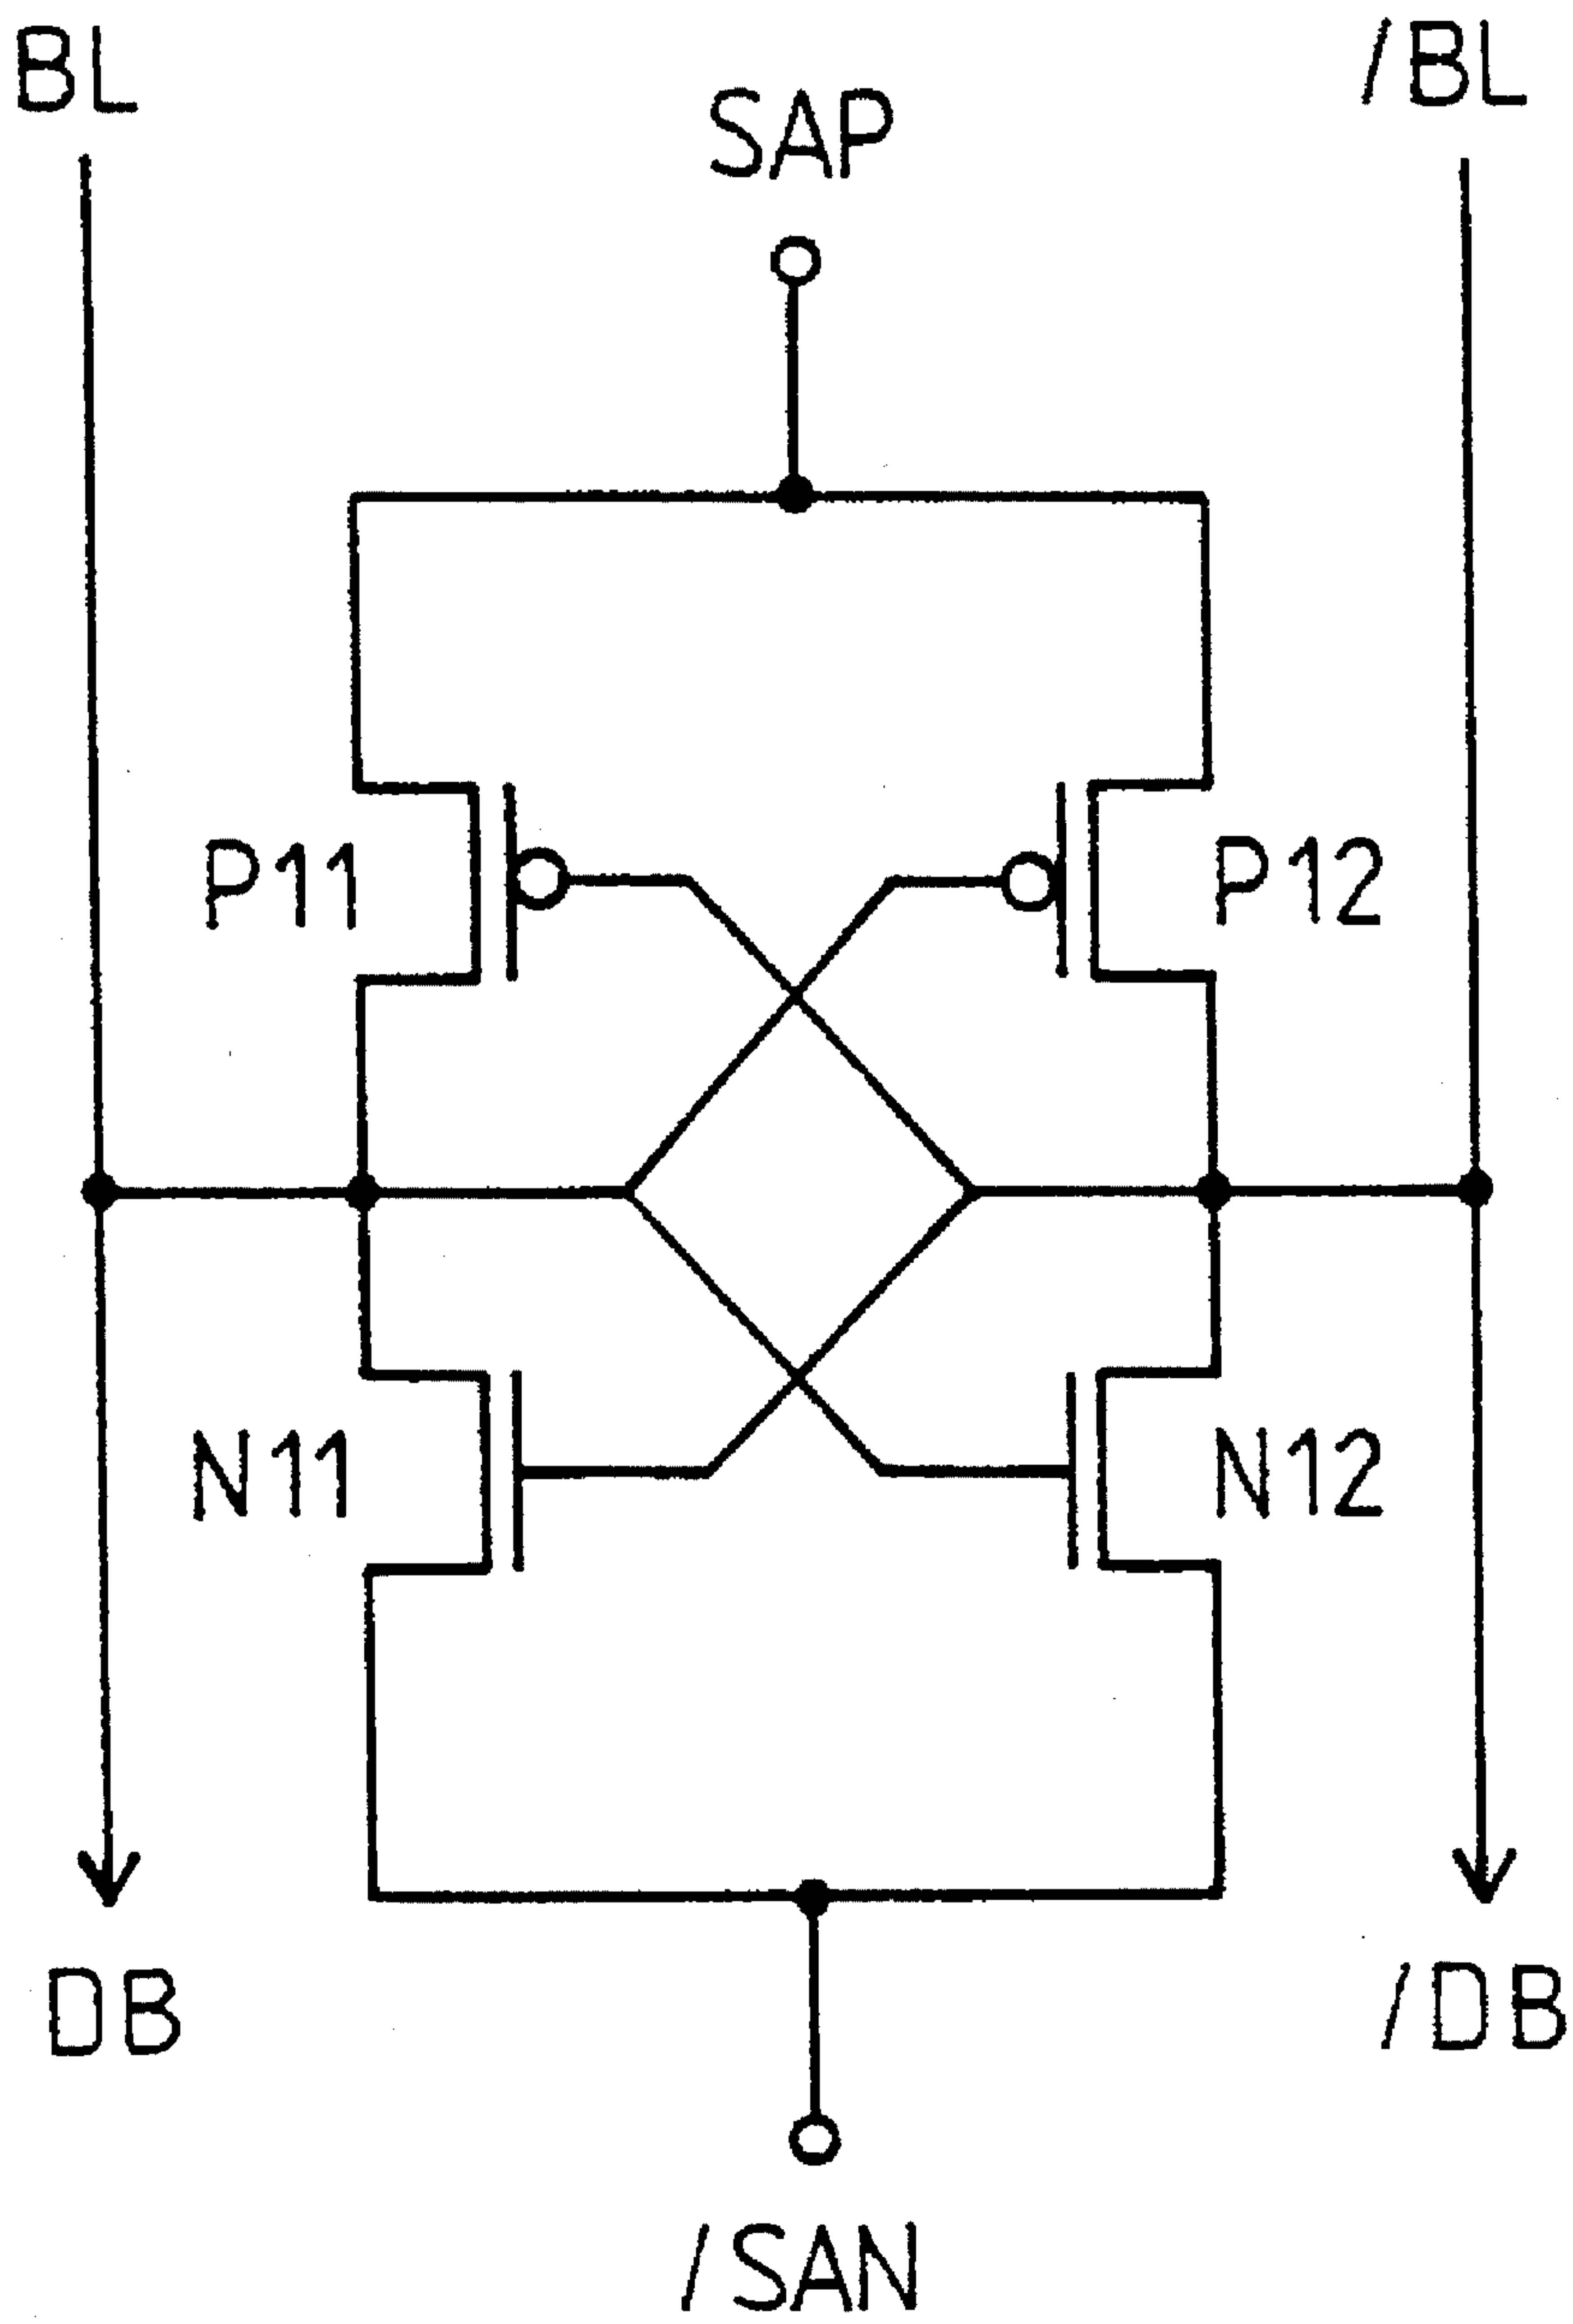 BL
/BL
SAP
P11
P12
N11
N12
DB
/DB
/SAN